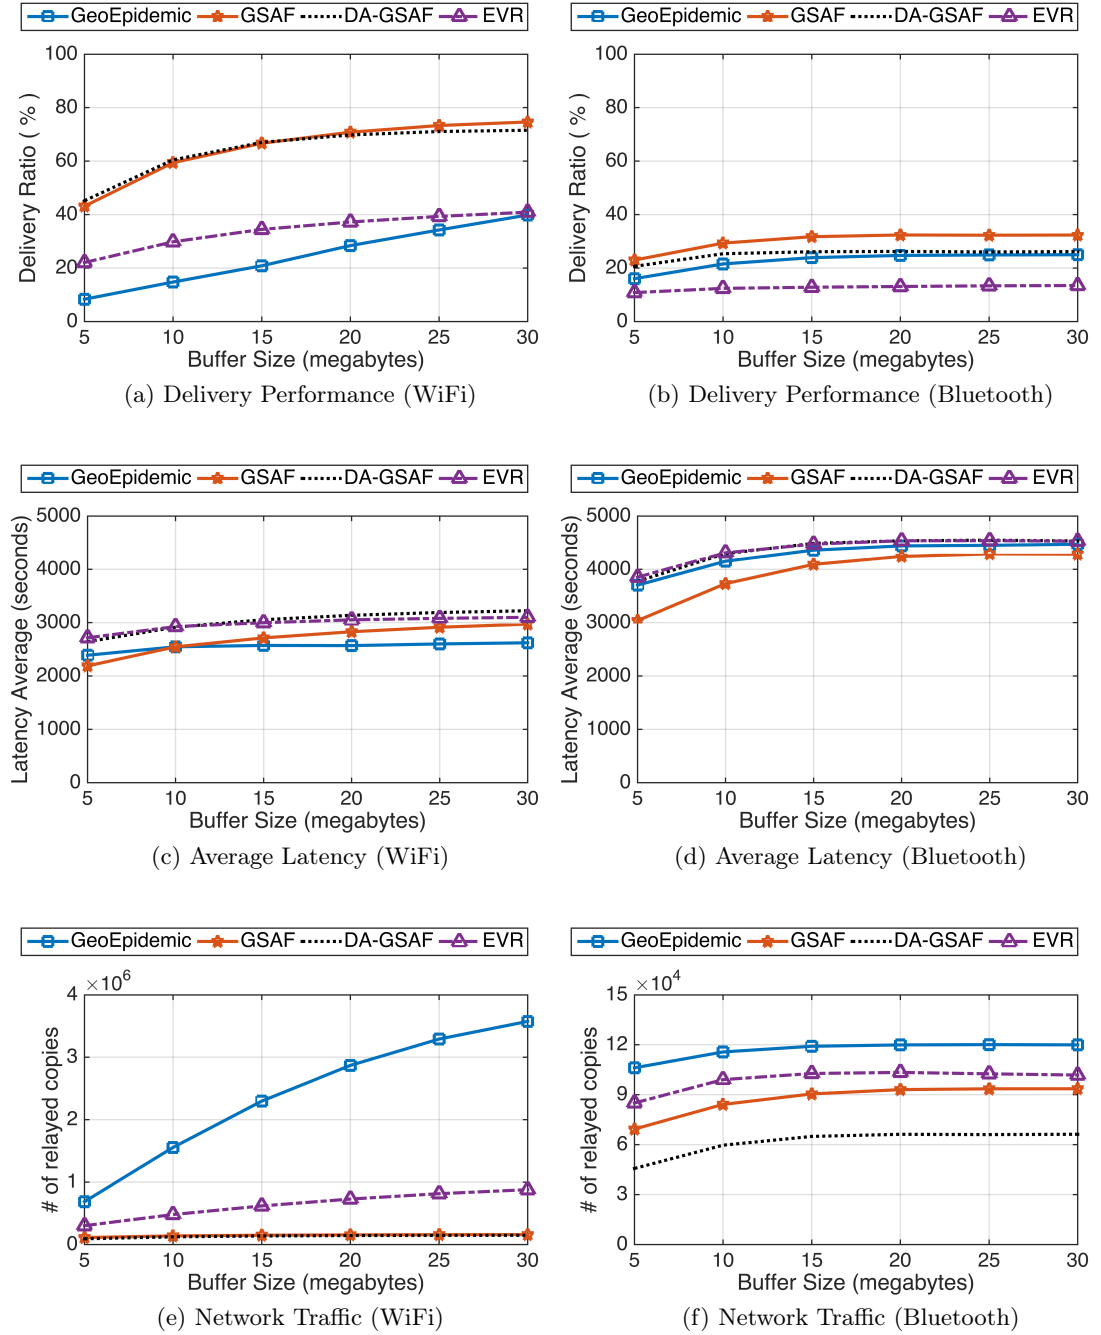 GeoEpidemic GSAF DA-GSAF EVR
100
80
60
40
20
0
Delivery Ratio ( % )
5 10 15 20 25 30
Buffer Size (megabytes)
(a) Delivery Performance (WiFi)
GeoEpidemic GSAF DA-GSAF EVR
100
80
60
40
20
0
Delivery Ratio ( % )
5 10 15 20 25 30
Buffer Size (megabytes)
(b) Delivery Performance (Bluetooth)
GeoEpidemic GSAF DA-GSAF EVR
5000
4000
3000
2000
1000
0
Latency Average (seconds)
5 10 15 20 25 30
Buffer Size (megabytes)
(c) Average Latency (WiFi)
GeoEpidemic GSAF DA-GSAF EVR
5000
4000
3000
2000
1000
0
Latency Average (seconds)
5 10 15 20 25 30
Buffer Size (megabytes)
(d) Average Latency (Bluetooth)
GeoEpidemic GSAF DA-GSAF EVR
×10⁶
4
3
2
1
0
# of relayed copies
5 10 15 20 25 30
Buffer Size (megabytes)
(e) Network Traffic (WiFi)
GeoEpidemic GSAF DA-GSAF EVR
×10⁴
15
12
9
6
3
0
# of relayed copies
5 10 15 20 25 30
Buffer Size (megabytes)
(f) Network Traffic (Bluetooth)